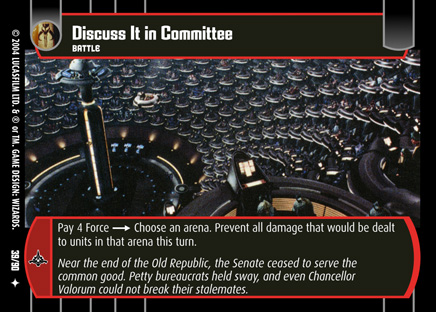 Discuss It in Committee
BATTLE
Pay 4 Force → Choose an arena. Prevent all damage that would be dealt
to units in that arena this turn.
Near the end of the Old Republic, the Senate ceased to serve the
common good. Petty bureaucrats held sway, and even Chancellor
Valorum could not break their stalemates.
© 2004 LUCASFILM LTD. & ® or TM. GAME DESIGN: WIZARDS.
39/90